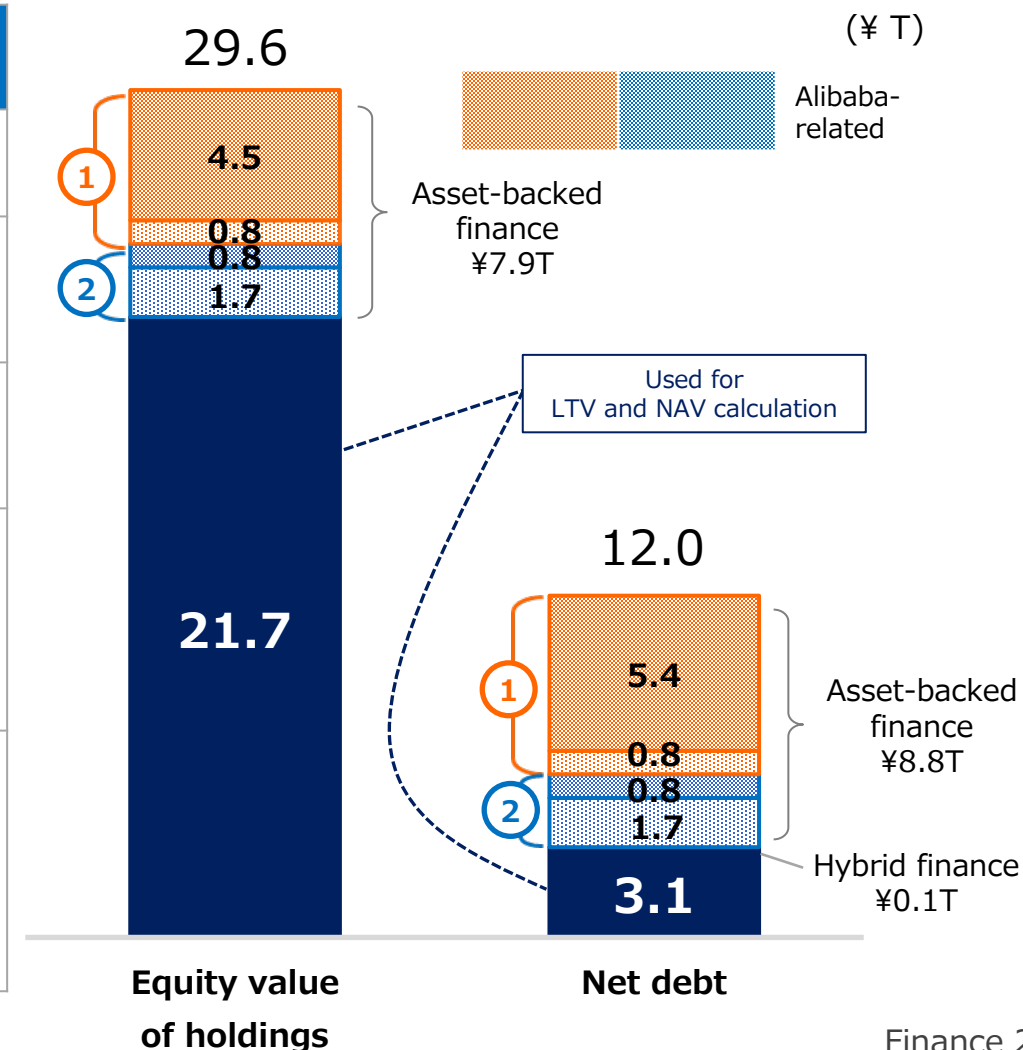 (¥ T)
29.6
Alibaba-
related
1
4.5
0.8
0.8
2
1.7
Asset-backed
finance
¥7.9T
Used for
LTV and NAV calculation
21.7
12.0
1
5.4
0.8
0.8
2
1.7
Asset-backed
finance
¥8.8T
Hybrid finance
¥0.1T
3.1
Equity value
of holdings
Net debt
Finance 2